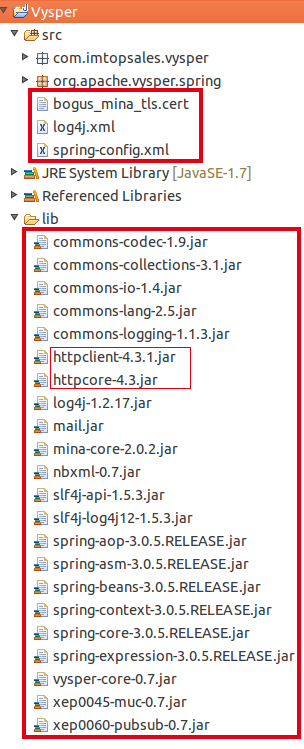 Vysper
src
com.imtopsales.vysper
org.apache.vysper.spring
bogus_mina_tls.cert
log4j.xml
spring-config.xml
JRE System Library [JavaSE-1.7]
Referenced Libraries
lib
commons-codec-1.9.jar
commons-collections-3.1.jar
commons-io-1.4.jar
commons-lang-2.5.jar
commons-logging-1.1.3.jar
httpclient-4.3.1.jar
httpcore-4.3.jar
log4j-1.2.17.jar
mail.jar
mina-core-2.0.2.jar
nbxml-0.7.jar
slf4j-api-1.5.3.jar
slf4j-log4j12-1.5.3.jar
spring-aop-3.0.5.RELEASE.jar
spring-asm-3.0.5.RELEASE.jar
spring-beans-3.0.5.RELEASE.jar
spring-context-3.0.5.RELEASE.jar
spring-core-3.0.5.RELEASE.jar
spring-expression-3.0.5.RELEASE.jar
vysper-core-0.7.jar
xep0045-muc-0.7.jar
xep0060-pubsub-0.7.jar